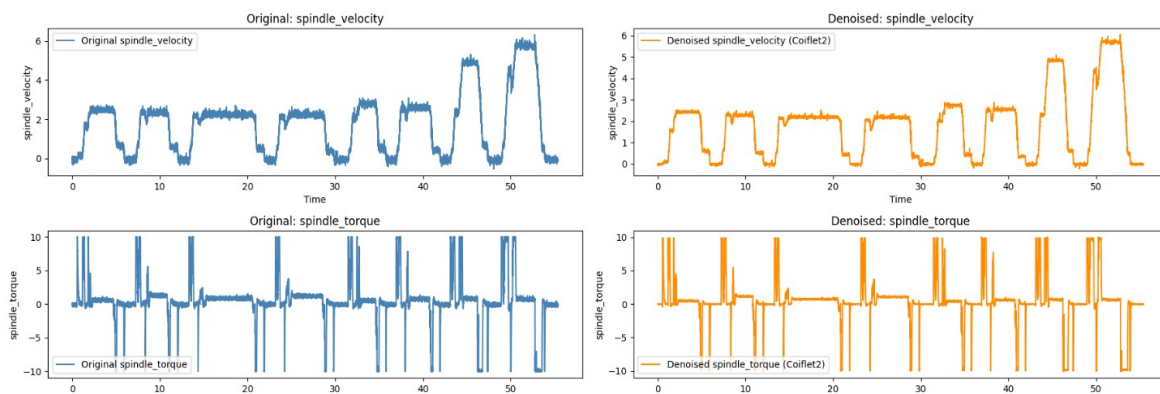 Original: spindle_velocity
spindle_velocity
6
4
2
0
Original spindle_velocity
0 10 20 30 40 50
Time
Denoised: spindle_velocity
spindle_velocity
6
5
4
3
2
1
0
Denoised spindle_velocity (Coiflet2)
0 10 20 30 40 50
Time
Original: spindle_torque
spindle_torque
10
5
0
−5
−10
Original spindle_torque
0 10 20 30 40 50
Denoised: spindle_torque
spindle_torque
10
5
0
−5
−10
Denoised spindle_torque (Coiflet2)
0 10 20 30 40 50